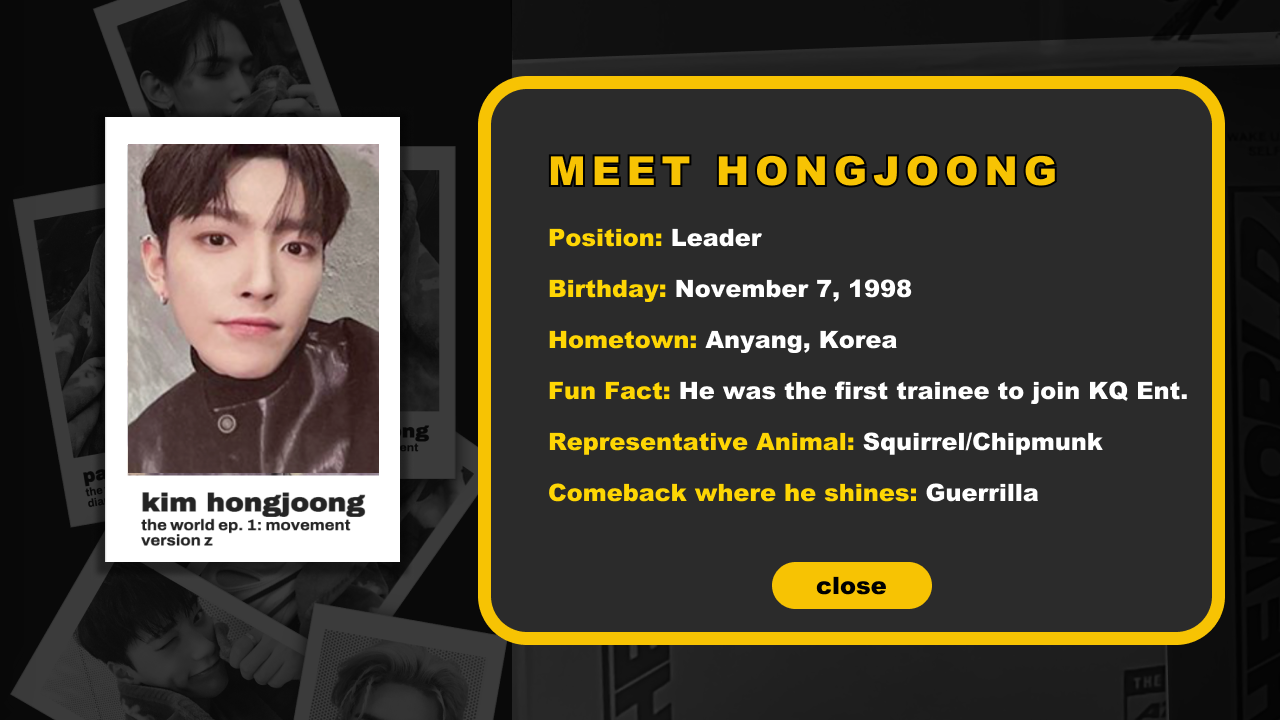 MEET HONGJOONG
Position: Leader
Birthday: November 7, 1998
Hometown: Anyang, Korea
Fun Fact: He was the first trainee to join KQ Ent.
Representative Animal: Squirrel/Chipmunk
Comeback where he shines: Guerrilla
close
kim hongjoong
the world ep. 1: movement
version z
THE